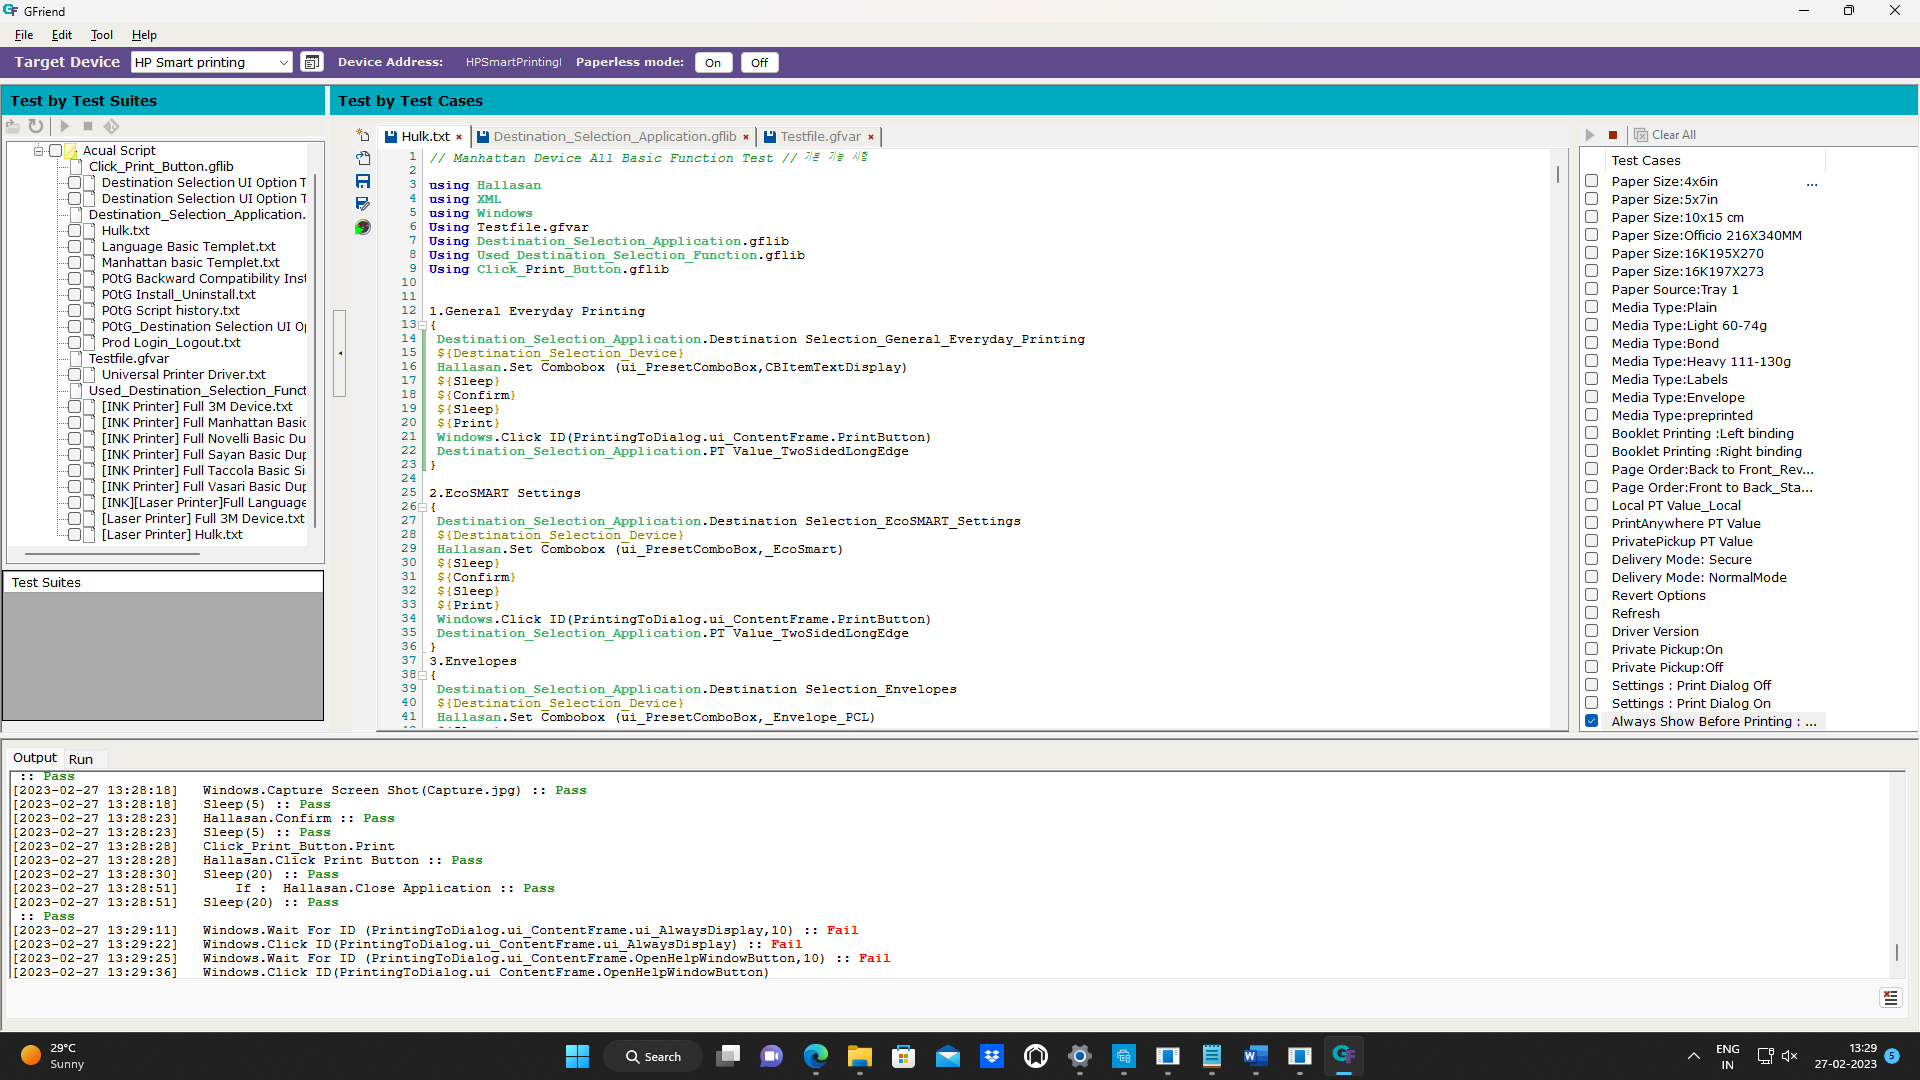 GFriend
File Edit Tool Help
Target Device HP Smart printing Device Address: HPSmartPrintingI Paperless mode: On Off
Test by Test Suites
Test by Test Cases
Acual Script
Click_Print_Button.gflib
Destination Selection UI Option T
Destination Selection UI Option T
Destination_Selection_Application.
Hulk.txt
Language Basic Templet.txt
Manhattan basic Templet.txt
POtG Backward Compatibility Inst
POtG Install_Uninstall.txt
POtG Script history.txt
POtG_Destination Selection UI Op
Prod Login_Logout.txt
Testfile.gfvar
Universal Printer Driver.txt
Used_Destination_Selection_Funct
[INK Printer] Full 3M Device.txt
[INK Printer] Full Manhattan Basic
[INK Printer] Full Novelli Basic Du
[INK Printer] Full Sayan Basic Dup
[INK Printer] Full Taccola Basic Si
[INK Printer] Full Vasari Basic Dup
[INK][Laser Printer]Full Language
[Laser Printer] Full 3M Device.txt
[Laser Printer] Hulk.txt
Test Suites
Hulk.txt Destination_Selection_Application.gflib Testfile.gfvar
1 // Manhattan Device All Basic Function Test // 기본 기능 시험
2
3 using Hallasan
4 using XML
5 using Windows
6 Using Testfile.gfvar
7 Using Destination_Selection_Application.gflib
8 Using Used_Destination_Selection_Function.gflib
9 Using Click_Print_Button.gflib
10
11
12 1.General Everyday Printing
13 {
14 Destination_Selection_Application.Destination Selection_General_Everyday_Printing
15 ${Destination_Selection_Device}
16 Hallasan.Set Combobox (ui_PresetComboBox,CBItemTextDisplay)
17 ${Sleep}
18 ${Confirm}
19 ${Sleep}
20 ${Print}
21 Windows.Click ID(PrintingToDialog.ui_ContentFrame.PrintButton)
22 Destination_Selection_Application.PT Value_TwoSidedLongEdge
23 }
24
25 2.EcoSMART Settings
26 {
27 Destination_Selection_Application.Destination Selection_EcoSMART_Settings
28 ${Destination_Selection_Device}
29 Hallasan.Set Combobox (ui_PresetComboBox,_EcoSmart)
30 ${Sleep}
31 ${Confirm}
32 ${Sleep}
33 ${Print}
34 Windows.Click ID(PrintingToDialog.ui_ContentFrame.PrintButton)
35 Destination_Selection_Application.PT Value_TwoSidedLongEdge
36 }
37 3.Envelopes
38 {
39 Destination_Selection_Application.Destination Selection_Envelopes
40 ${Destination_Selection_Device}
41 Hallasan.Set Combobox (ui_PresetComboBox,_Envelope_PCL)
Clear All
Test Cases
Paper Size:4x6in ...
Paper Size:5x7in
Paper Size:10x15 cm
Paper Size:Officio 216X340MM
Paper Size:16K195X270
Paper Size:16K197X273
Paper Source:Tray 1
Media Type:Plain
Media Type:Light 60-74g
Media Type:Bond
Media Type:Heavy 111-130g
Media Type:Labels
Media Type:Envelope
Media Type:preprinted
Booklet Printing :Left binding
Booklet Printing :Right binding
Page Order:Back to Front_Rev...
Page Order:Front to Back_Sta...
Local PT Value_Local
PrintAnywhere PT Value
PrivatePickup PT Value
Delivery Mode: Secure
Delivery Mode: NormalMode
Revert Options
Refresh
Driver Version
Private Pickup:On
Private Pickup:Off
Settings : Print Dialog Off
Settings : Print Dialog On
Always Show Before Printing : ...
Output Run
:: Pass
[2023-02-27 13:28:18] Windows.Capture Screen Shot(Capture.jpg) :: Pass
[2023-02-27 13:28:18] Sleep(5) :: Pass
[2023-02-27 13:28:23] Hallasan.Confirm :: Pass
[2023-02-27 13:28:23] Sleep(5) :: Pass
[2023-02-27 13:28:28] Click_Print_Button.Print
[2023-02-27 13:28:28] Hallasan.Click Print Button :: Pass
[2023-02-27 13:28:30] Sleep(20) :: Pass
[2023-02-27 13:28:51] If : Hallasan.Close Application :: Pass
[2023-02-27 13:28:51] Sleep(20) :: Pass
:: Pass
[2023-02-27 13:29:11] Windows.Wait For ID (PrintingToDialog.ui_ContentFrame.ui_AlwaysDisplay,10) :: Fail
[2023-02-27 13:29:22] Windows.Click ID(PrintingToDialog.ui_ContentFrame.ui_AlwaysDisplay) :: Fail
[2023-02-27 13:29:25] Windows.Wait For ID (PrintingToDialog.ui_ContentFrame.OpenHelpWindowButton,10) :: Fail
[2023-02-27 13:29:36] Windows.Click ID(PrintingToDialog.ui_ContentFrame.OpenHelpWindowButton)
29°C
Sunny
Search
ENG
IN
13:29
27-02-2023
5